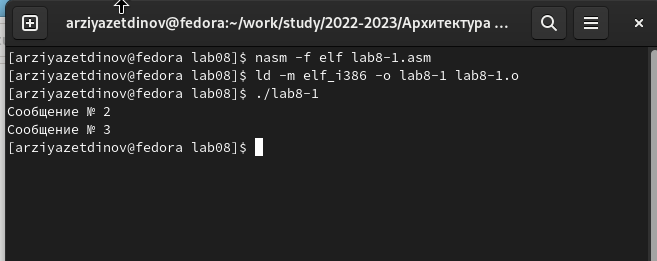 arziyazetdinov@fedora:~/work/study/2022-2023/Архитектура ...
[arziyazetdinov@fedora lab08]$ nasm -f elf lab8-1.asm
[arziyazetdinov@fedora lab08]$ ld -m elf_i386 -o lab8-1 lab8-1.o
[arziyazetdinov@fedora lab08]$ ./lab8-1
Сообщение № 2
Сообщение № 3
[arziyazetdinov@fedora lab08]$